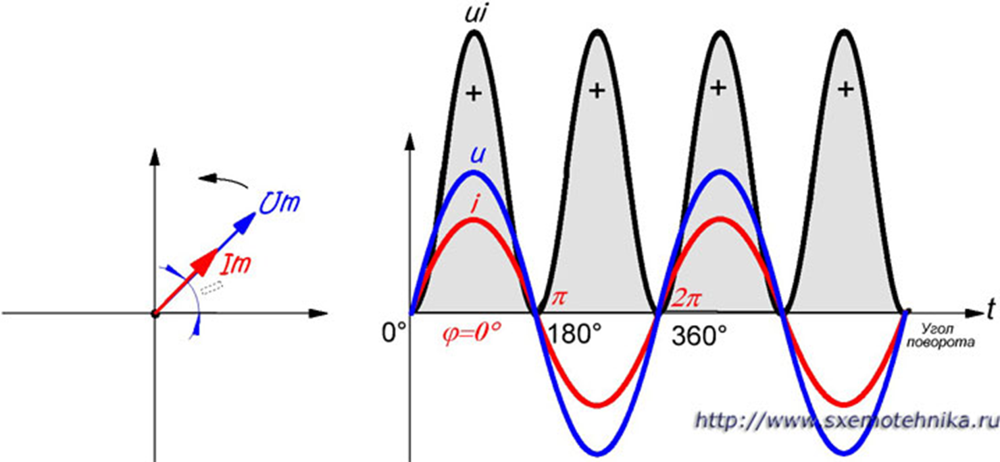 ui
+ + + +
u
i
Um
Im
π
2π
0°
φ=0°
180°
360°
t
Угол
поворота
http://www.sxemotehnika.ru